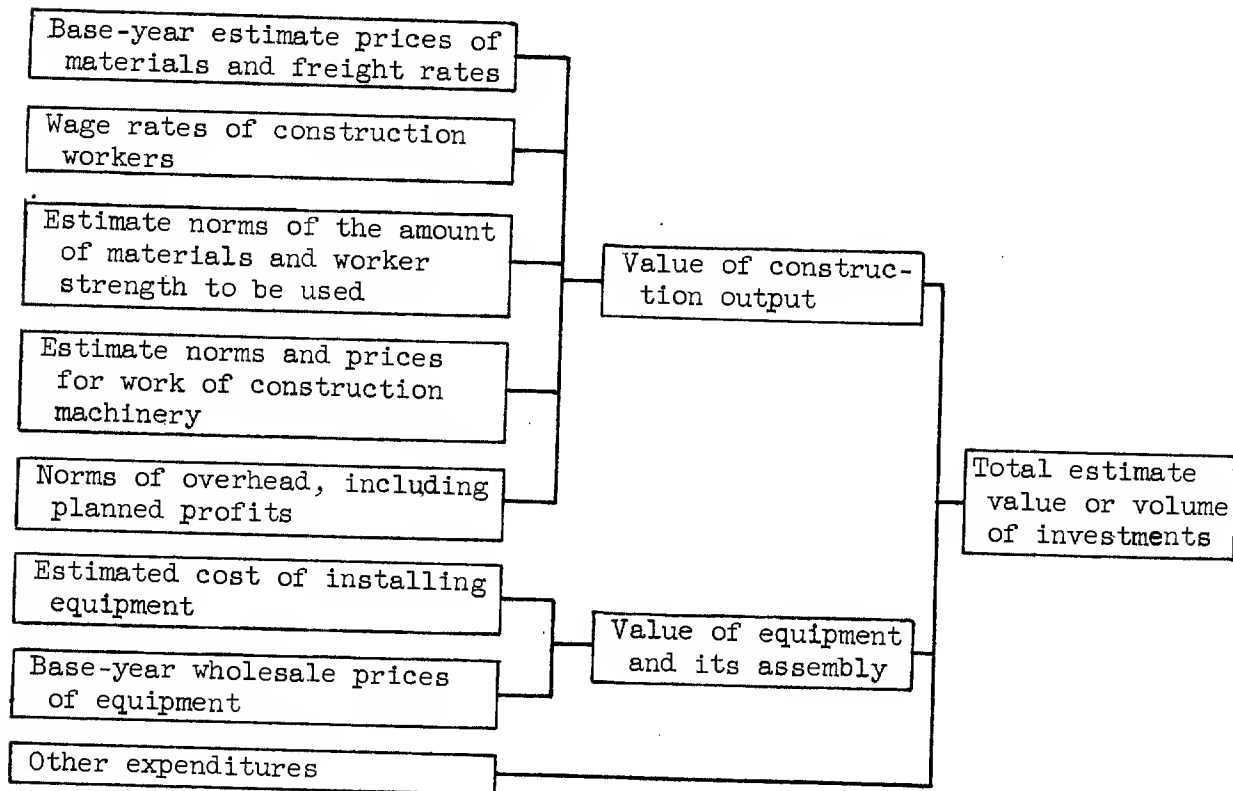 Base-year estimate prices of
materials and freight rates
Wage rates of construction
workers
Estimate norms of the amount
of materials and worker
strength to be used
Estimate norms and prices
for work of construction
machinery
Norms of overhead, including
planned profits
Estimated cost of installing
equipment
Base-year wholesale prices
of equipment
Other expenditures
Value of construc-
tion output
Value of equipment
and its assembly
Total estimate
value or volume
of investments